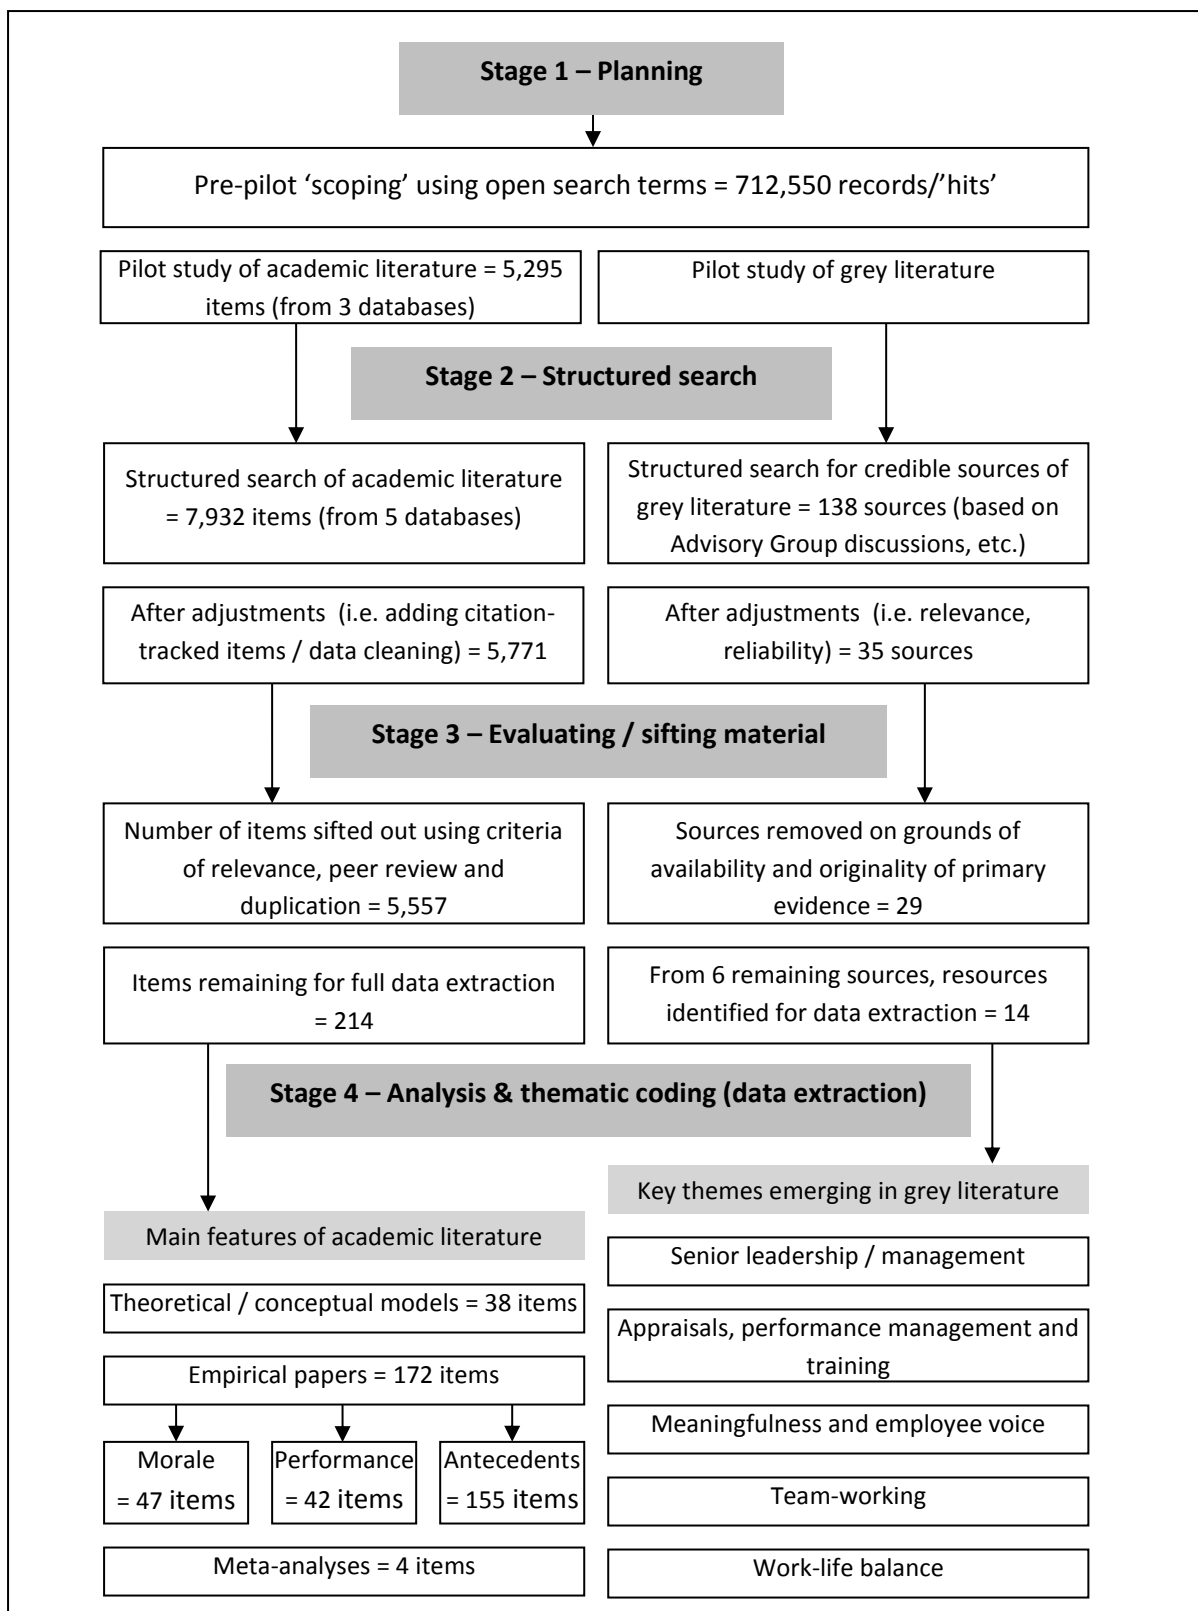 Stage 1 – Planning
Pre-pilot ‘scoping’ using open search terms = 712,550 records/’hits’
Pilot study of academic literature = 5,295
items (from 3 databases)
Pilot study of grey literature
Stage 2 – Structured search
Structured search of academic literature
= 7,932 items (from 5 databases)
Structured search for credible sources of
grey literature = 138 sources (based on
Advisory Group discussions, etc.)
After adjustments  (i.e. adding citation-
tracked items / data cleaning) = 5,771
After adjustments  (i.e. relevance,
reliability) = 35 sources
Stage 3 – Evaluating / sifting material
Number of items sifted out using criteria
of relevance, peer review and
duplication = 5,557
Sources removed on grounds of
availability and originality of primary
evidence = 29
Items remaining for full data extraction
= 214
From 6 remaining sources, resources
identified for data extraction = 14
Stage 4 – Analysis & thematic coding (data extraction)
Main features of academic literature
Theoretical / conceptual models = 38 items
Empirical papers = 172 items
Morale
= 47 items
Performance
= 42 items
Antecedents
= 155 items
Meta-analyses = 4 items
Key themes emerging in grey literature
Senior leadership / management
Appraisals, performance management and
training
Meaningfulness and employee voice
Team-working
Work-life balance